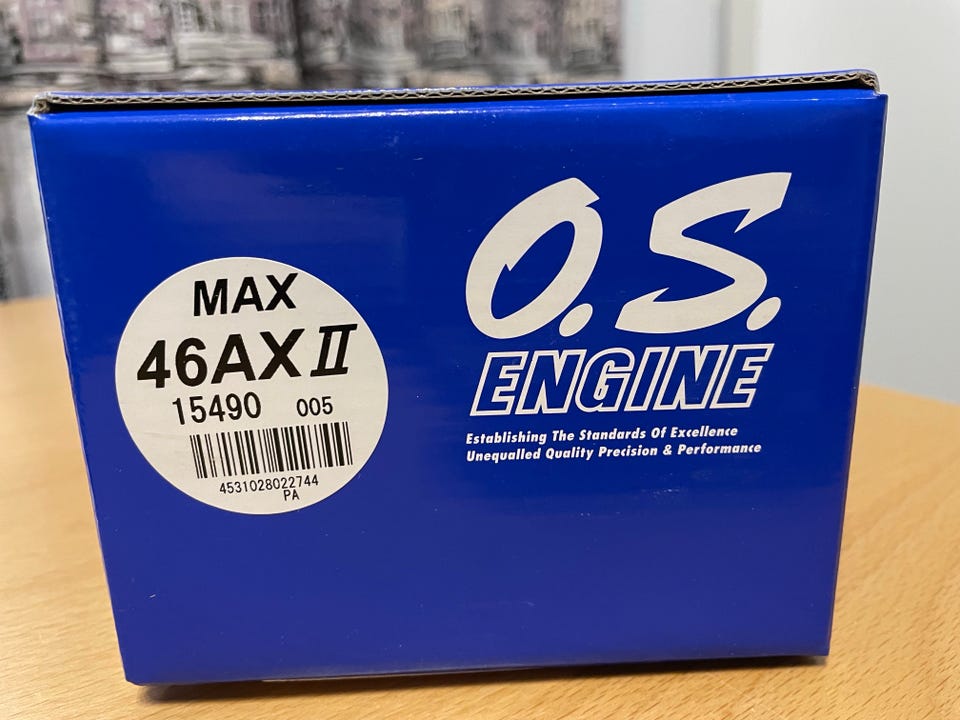 MAX
46AX II
15490 005
4531028022744
PA
O.S.
ENGINE
Establishing The Standards Of Excellence
Unequalled Quality Precision & Performance